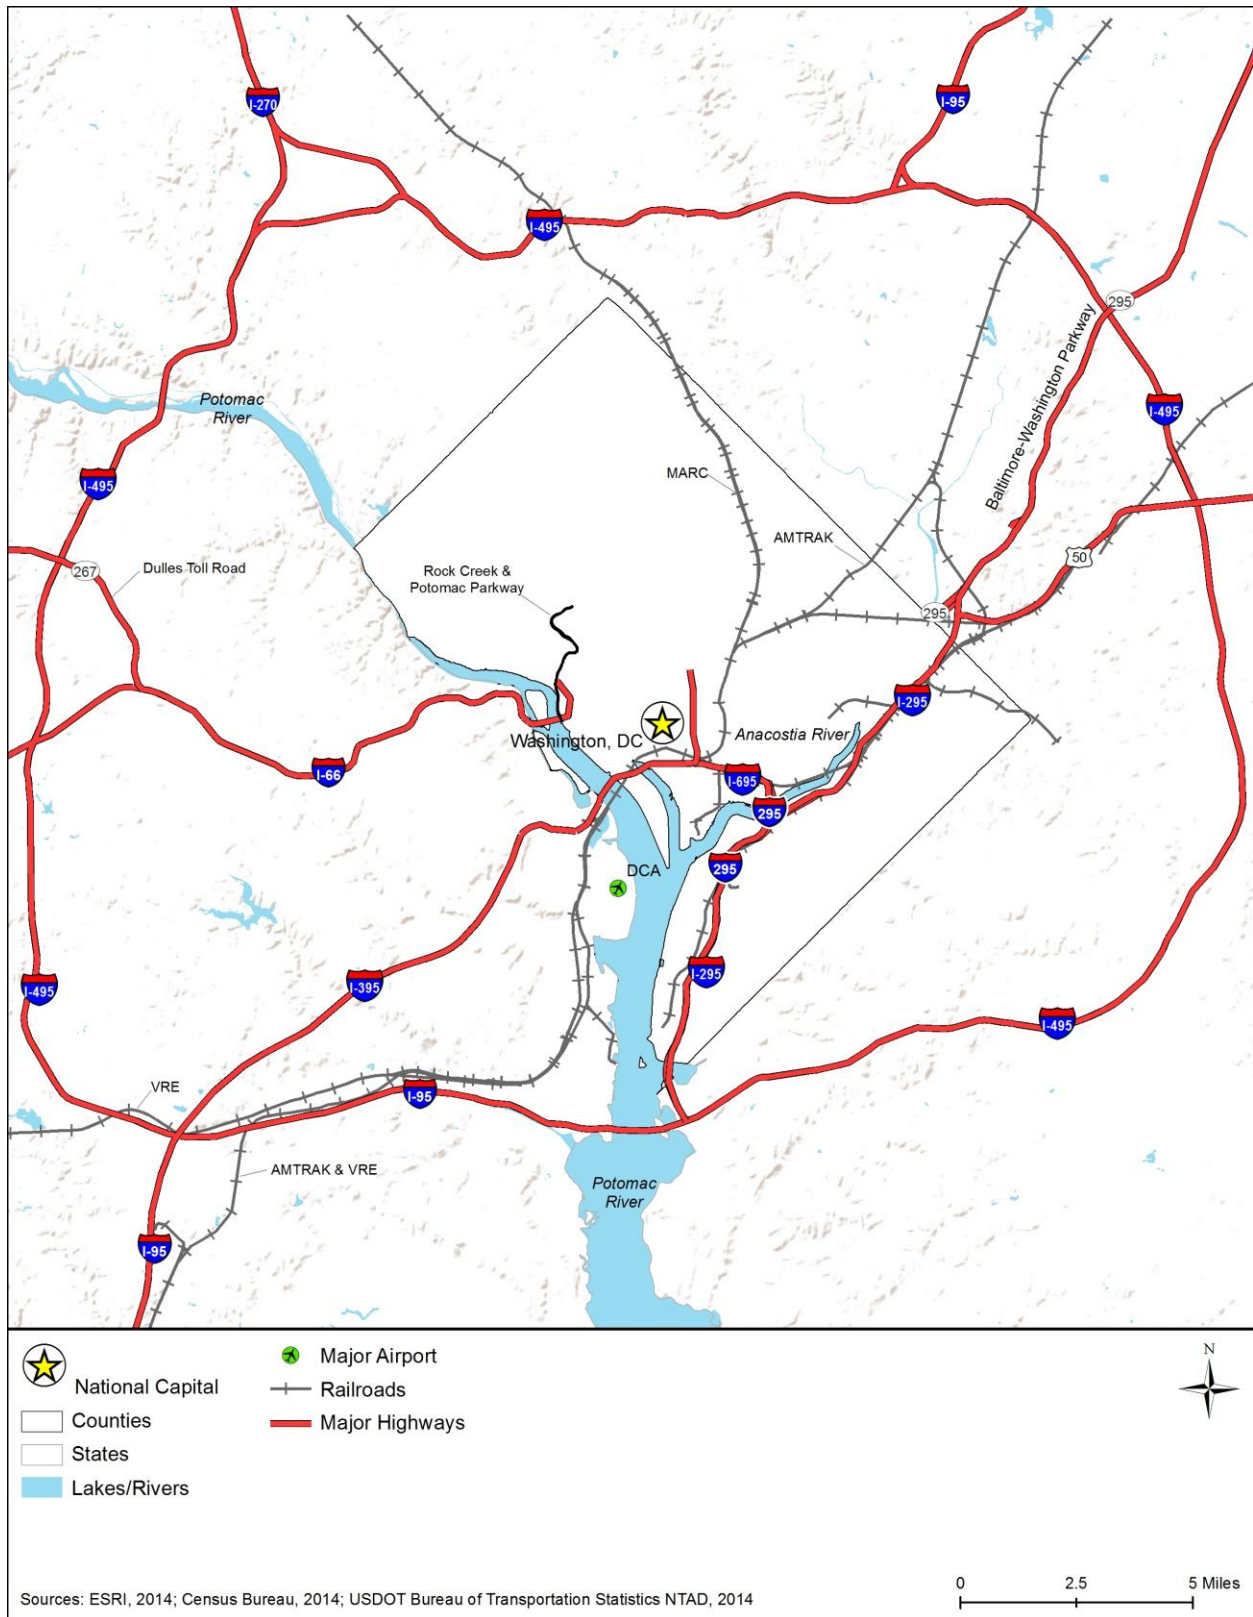 I-270
I-95
I-495
295
Baltimore-Washington Parkway
Potomac
River
I-495
I-495
MARC
AMTRAK
50
267
Dulles Toll Road
Rock Creek &
Potomac Parkway
295
I-295
Washington, DC
Anacostia River
I-66
I-695
295
295
DCA
I-495
I-395
I-295
I-495
VRE
I-95
AMTRAK & VRE
Potomac
River
I-95
National Capital
Counties
States
Lakes/Rivers
Major Airport
Railroads
Major Highways
N
Sources: ESRI, 2014; Census Bureau, 2014; USDOT Bureau of Transportation Statistics NTAD, 2014
0 2.5 5 Miles